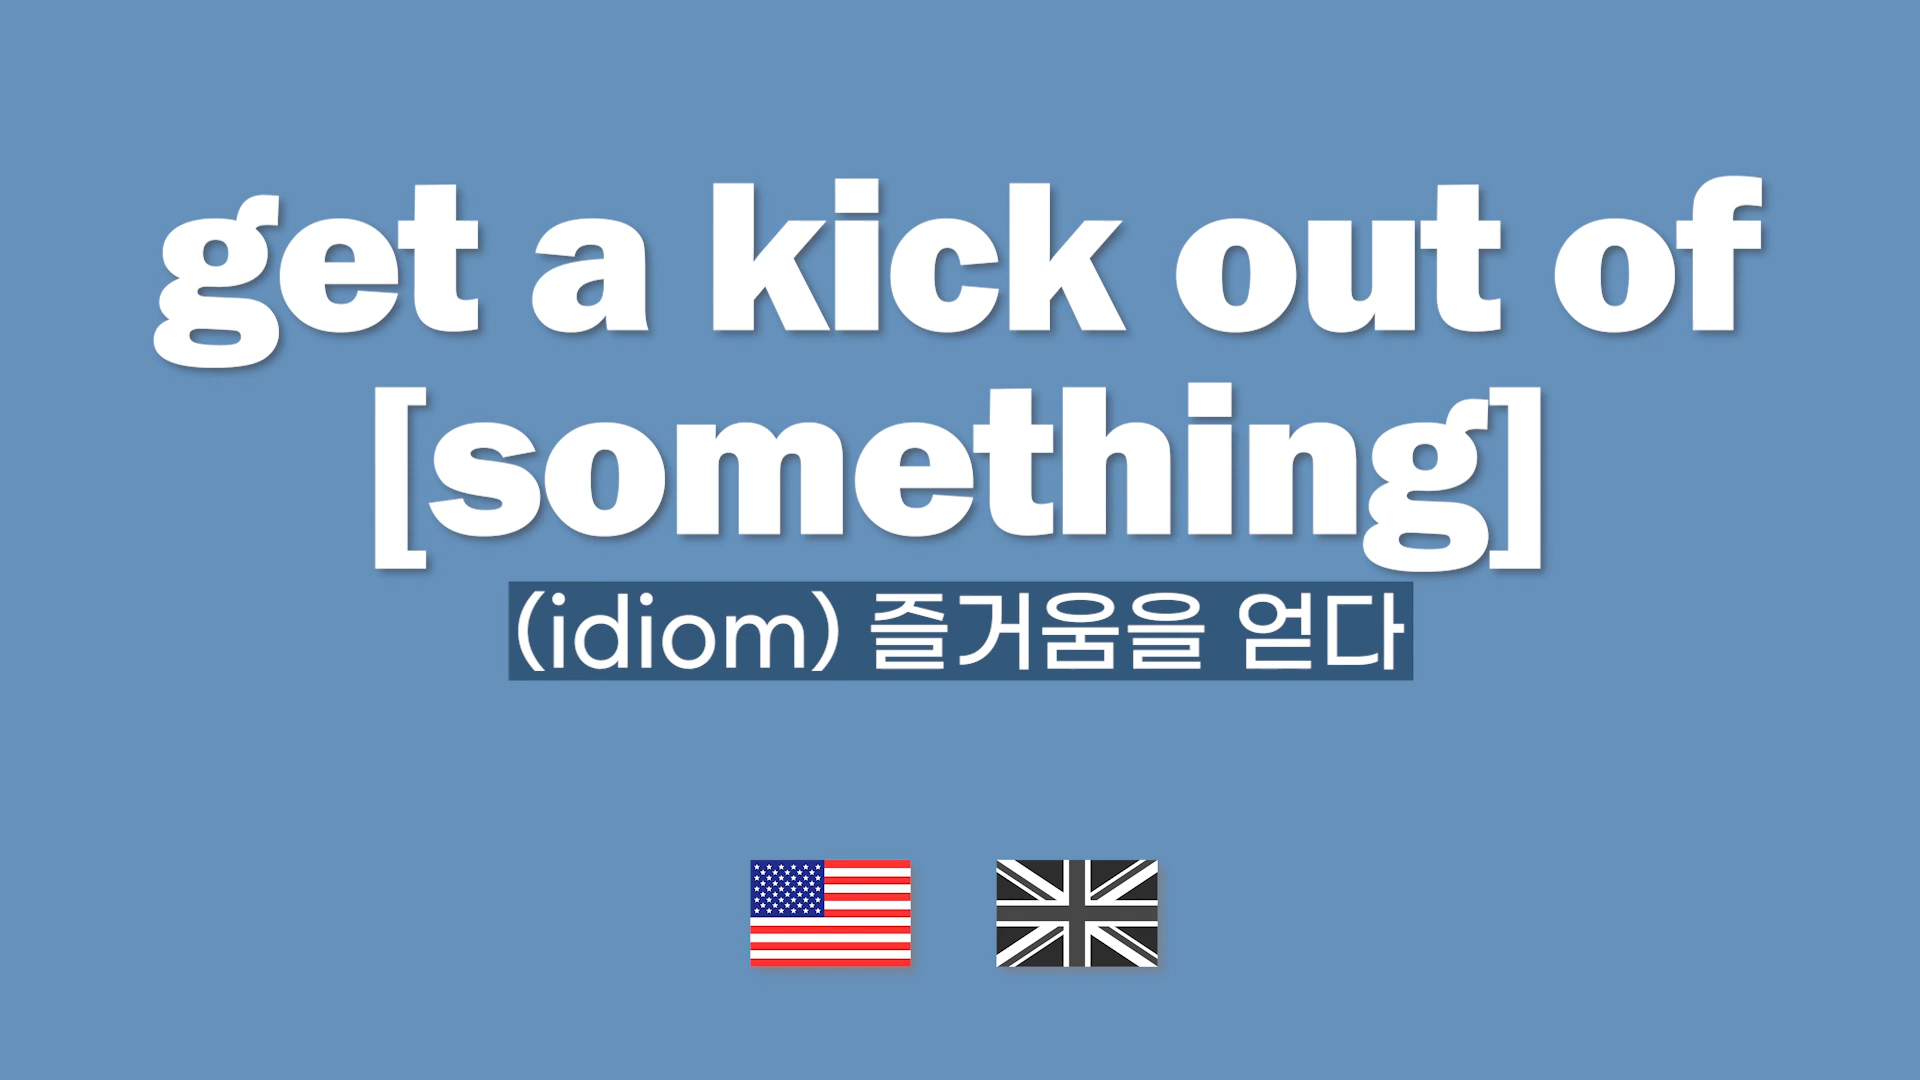 get a kick out of
[something]
(idiom) 즐거움을 얻다